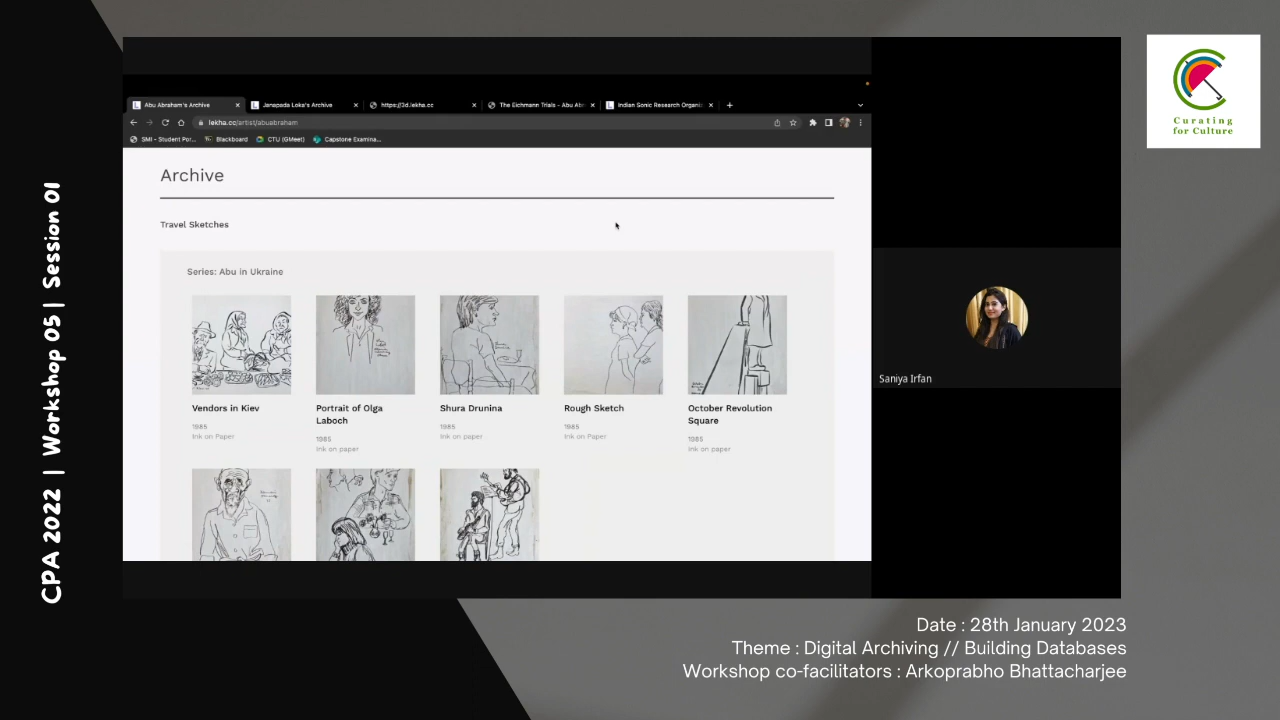 CPA 2022 | Workshop 05 | Session 01
Abu Abraham's Archive
Janapada Loka's Archive
https://3d.lekha.cc
The Eichmann Trials - Abu Abr
Indian Sonic Research Organiz
lekha.cc/artist/abuabraham
SMI - Student Por...
Blackboard
CTU (GMeet)
Capstone Examina...
Archive
Travel Sketches
Series: Abu in Ukraine
Vendors in Kiev
1985
Ink on Paper
Portrait of Olga
Laboch
1985
Ink on paper
Shura Drunina
1985
Ink on paper
Rough Sketch
1985
Ink on Paper
October Revolution
Square
1985
Ink on paper
Saniya Irfan
Curating
for Culture
Date : 28th January 2023
Theme : Digital Archiving // Building Databases
Workshop co-facilitators : Arkoprabho Bhattacharjee